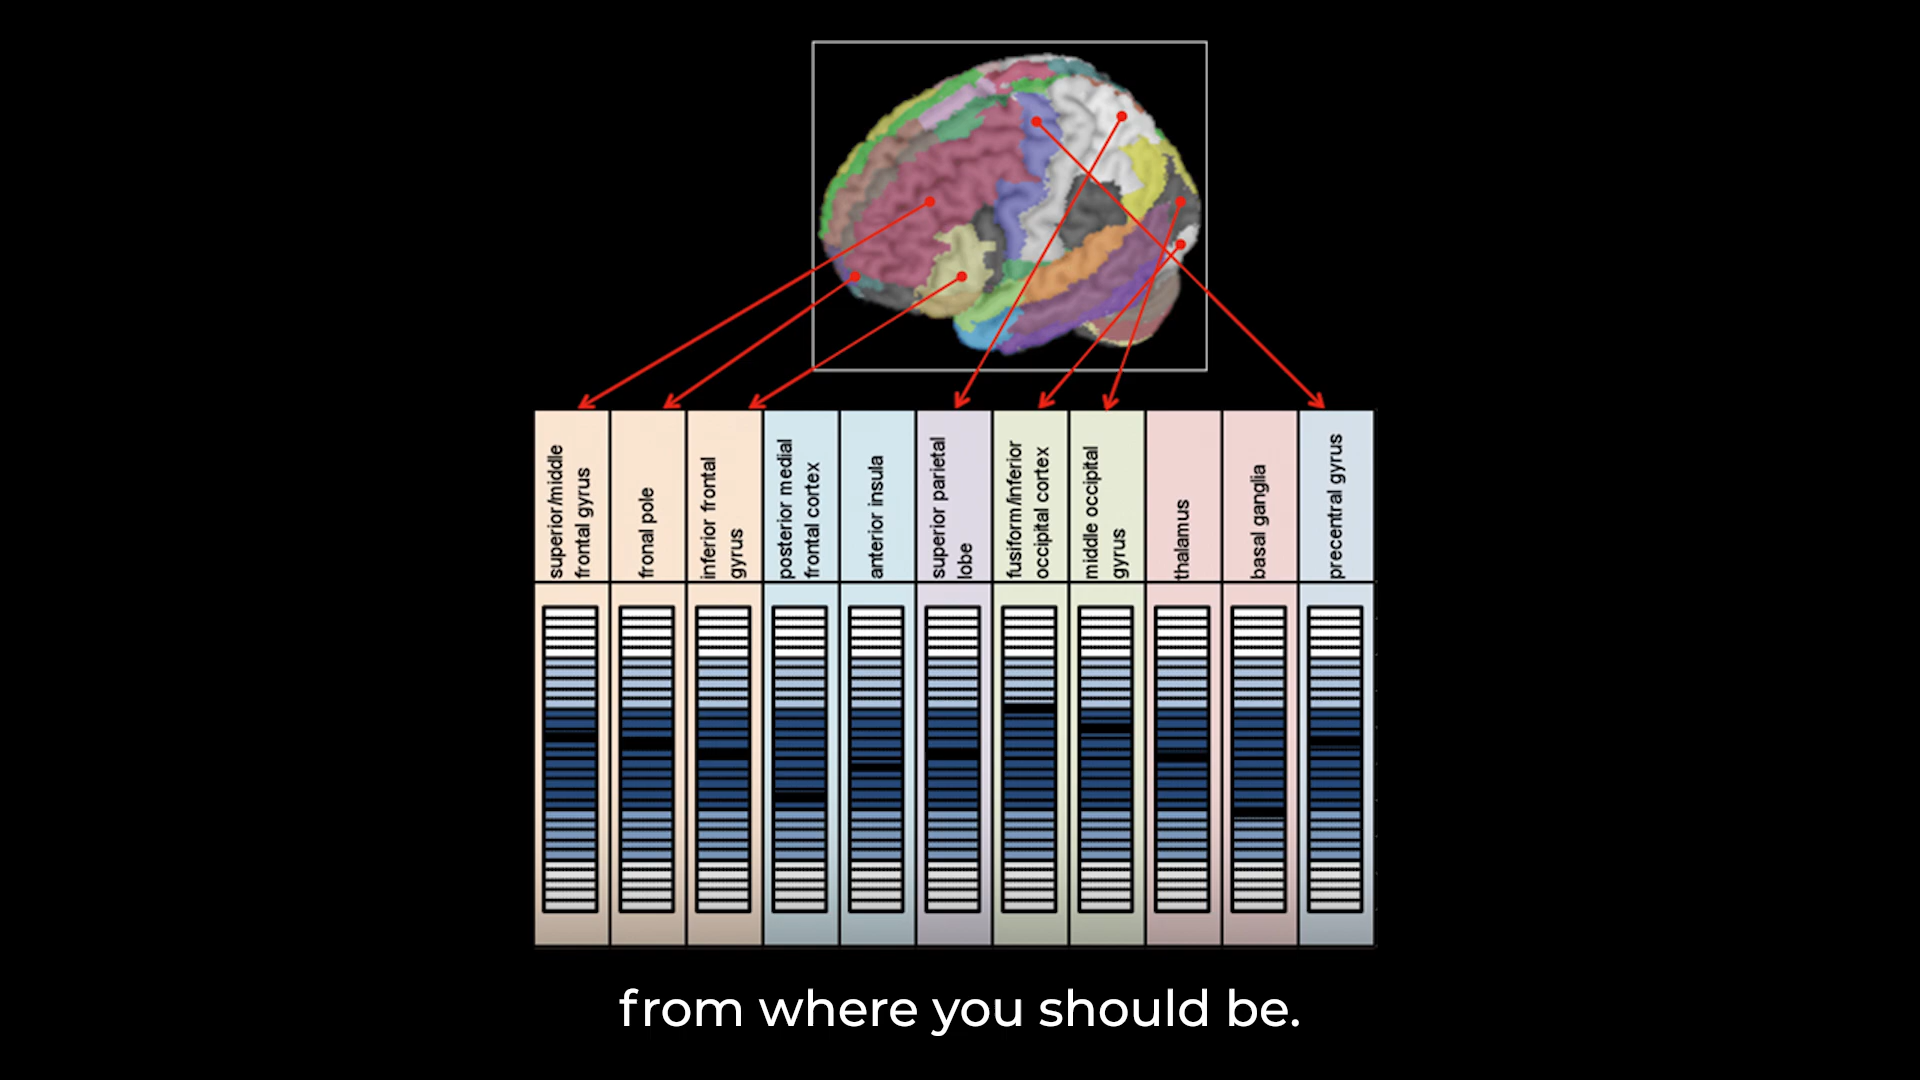 superior/middle
frontal gyrus
fronal pole
inferior frontal
gyrus
posterior medial
frontal cortex
anterior insula
superior parietal
lobe
fusiform/inferior
occipital cortex
middle occipital
gyrus
thalamus
basal ganglia
precentral gyrus
from where you should be.